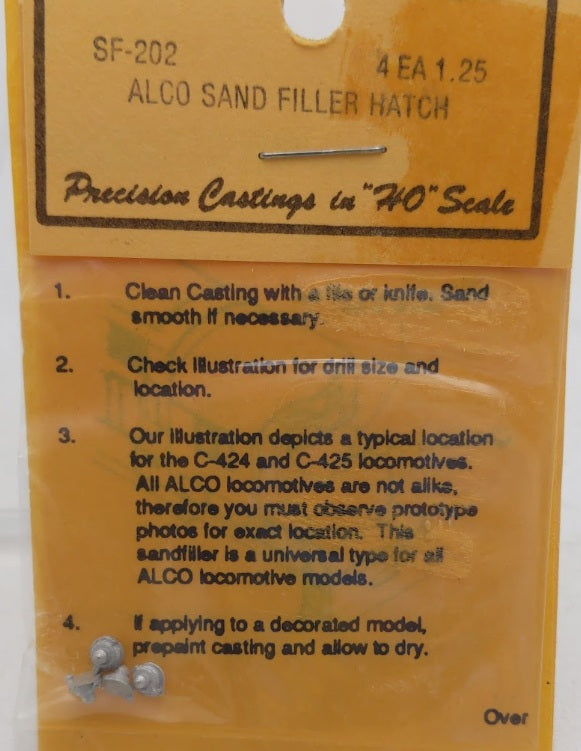 SF-202 4 EA 1.25
ALCO SAND FILLER HATCH
Precision Castings in "HO" Scale
1. Clean Casting with a file or knife. Sand
smooth if necessary.
2. Check illustration for drill size and
location.
3. Our illustration depicts a typical location
for the C-424 and C-425 locomotives.
All ALCO locomotives are not alike,
therefore you must observe prototype
photos for exact location. This
sandfiller is a universal type for all
ALCO locomotive models.
4. If applying to a decorated model,
prepaint casting and allow to dry.
Over